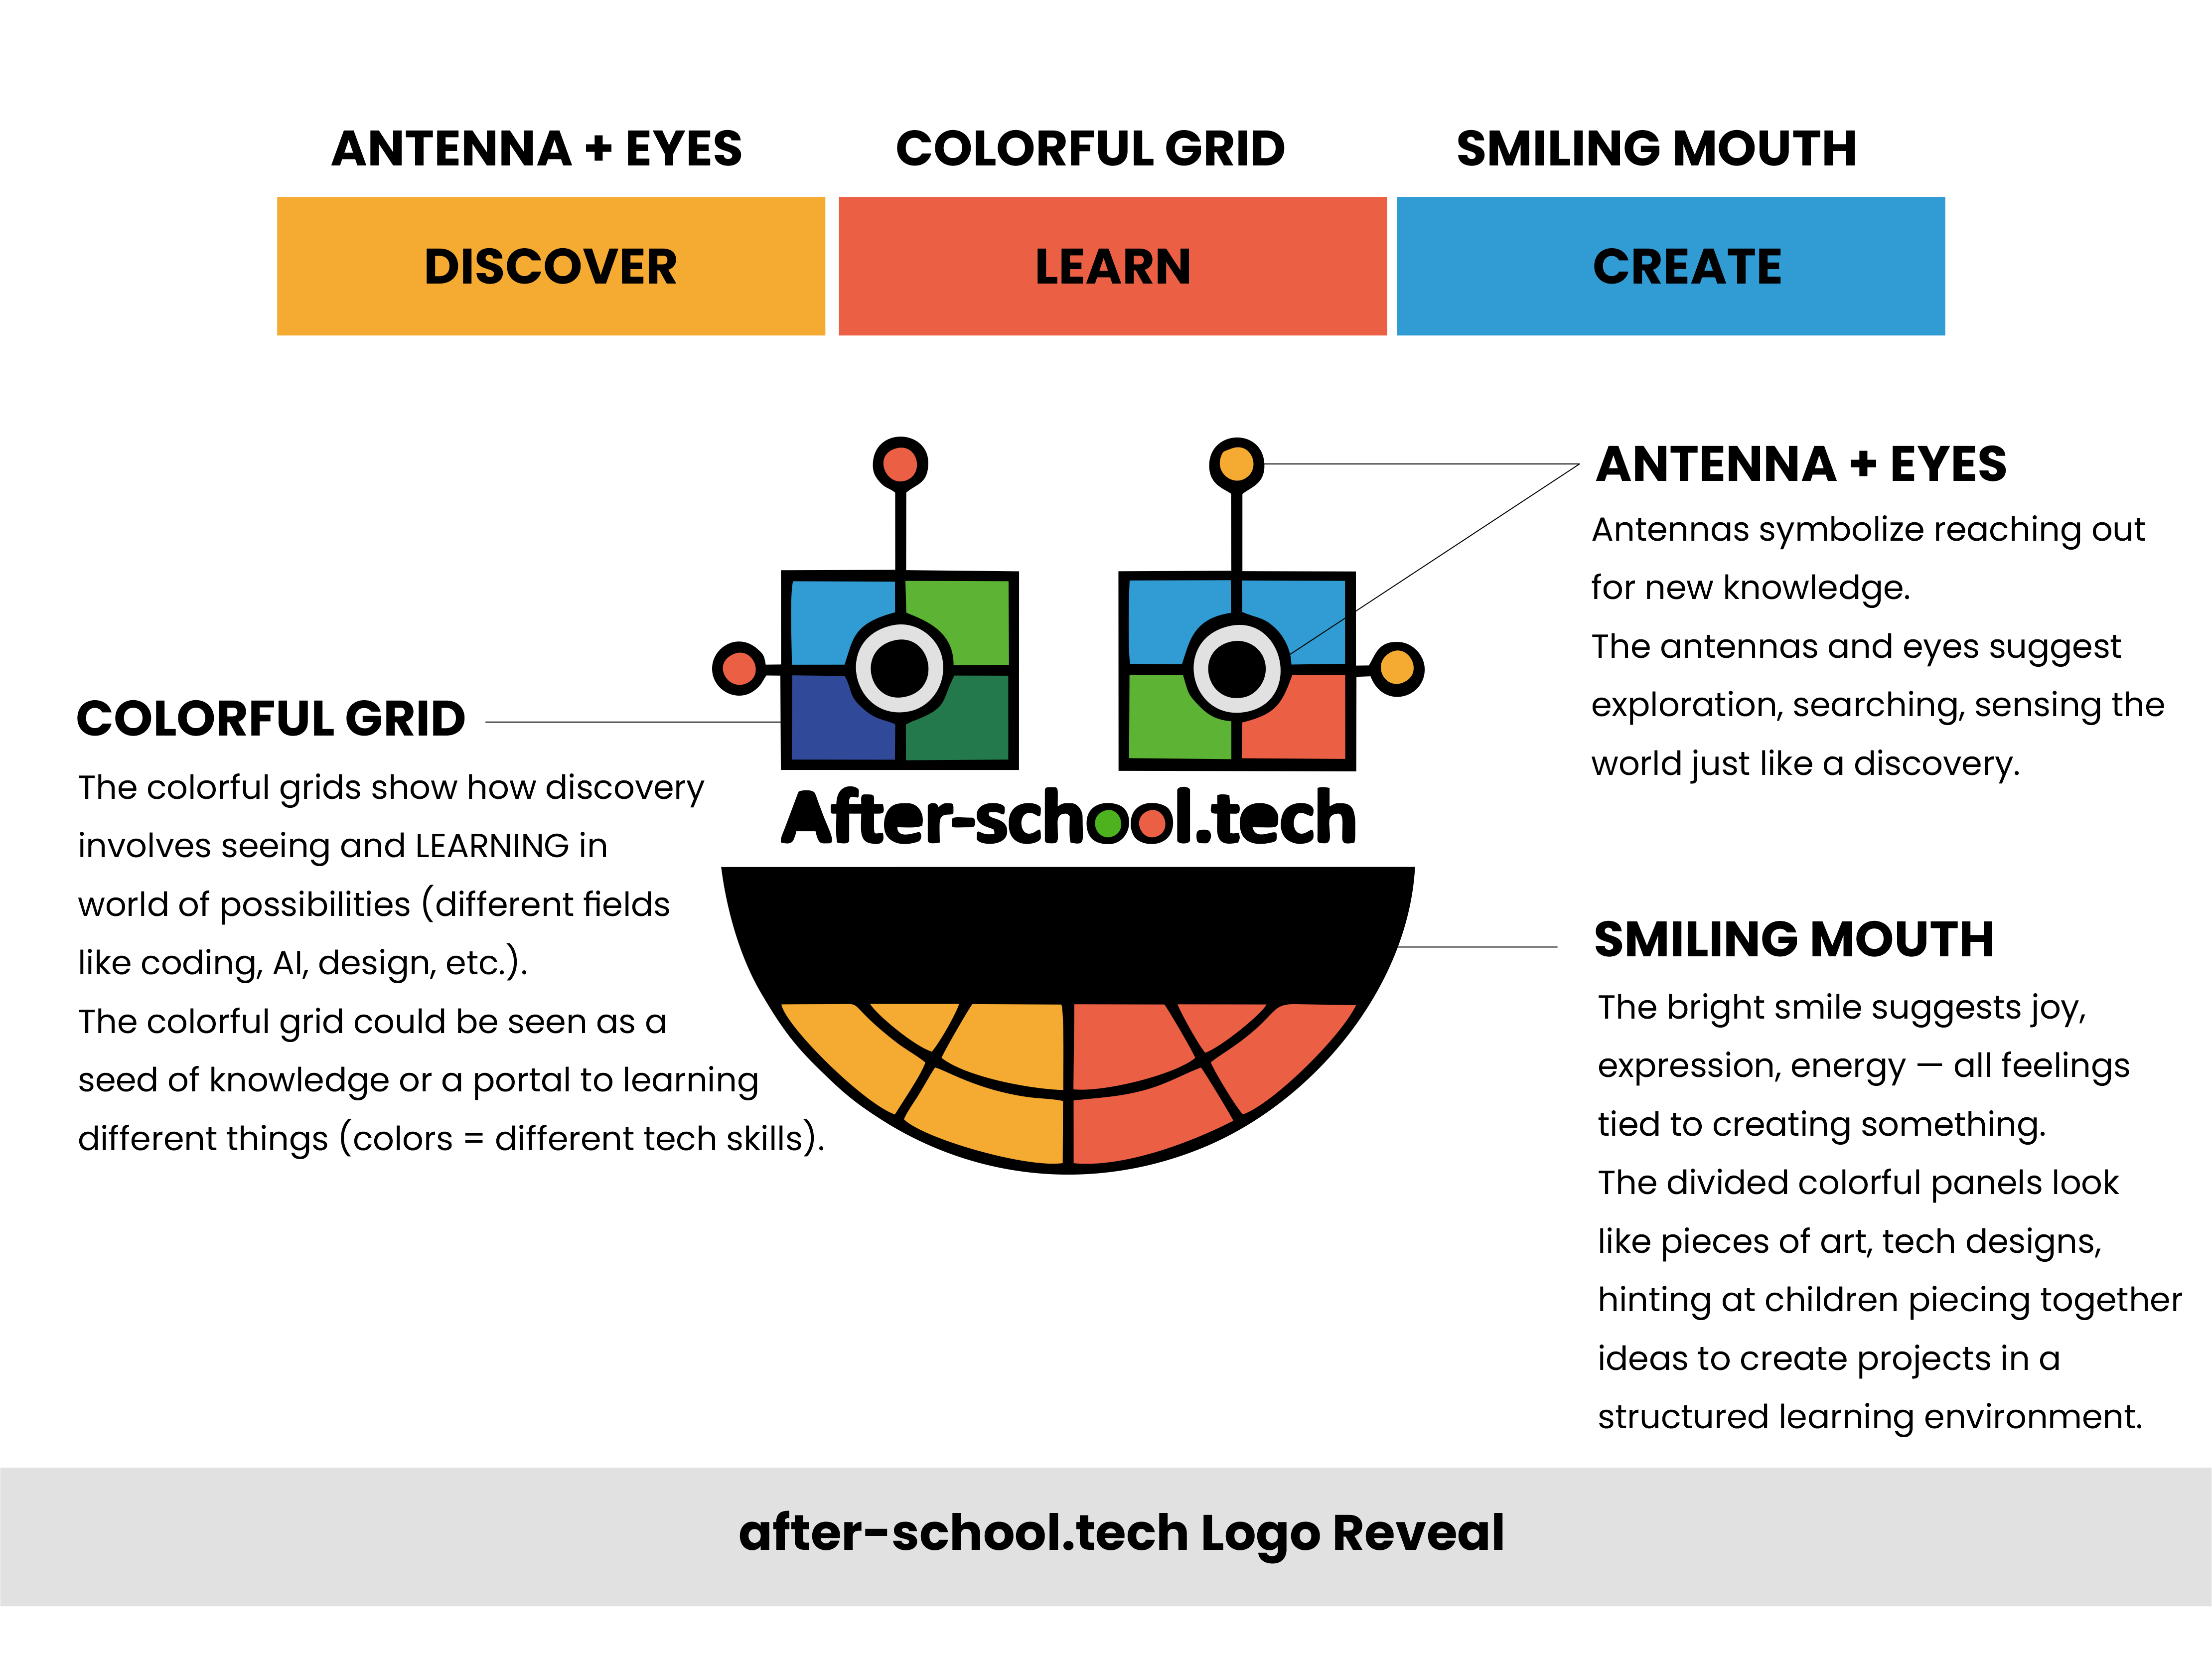 ANTENNA + EYES
COLORFUL GRID
SMILING MOUTH
DISCOVER
LEARN
CREATE
ANTENNA + EYES
Antennas symbolize reaching out
for new knowledge.
The antennas and eyes suggest
exploration, searching, sensing the
world just like a discovery.
COLORFUL GRID
The colorful grids show how discovery
involves seeing and LEARNING in
world of possibilities (different fields
like coding, AI, design, etc.).
The colorful grid could be seen as a
seed of knowledge or a portal to learning
different things (colors = different tech skills).
After-school.tech
SMILING MOUTH
The bright smile suggests joy,
expression, energy — all feelings
tied to creating something.
The divided colorful panels look
like pieces of art, tech designs,
hinting at children piecing together
ideas to create projects in a
structured learning environment.
after-school.tech Logo Reveal